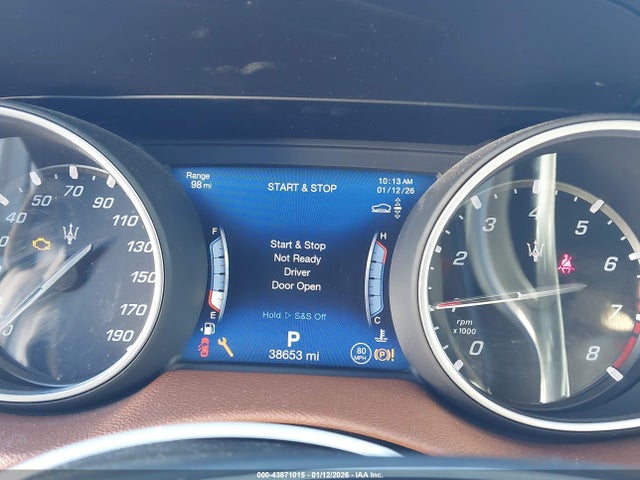 50
70
90
40
110
130
150
170
190
0
Range
98 mi
START & STOP
10:13 AM
01/12/26
F
E
Start & Stop
Not Ready
Driver
Door Open
Hold ▷ S&S Off
H
C
P
38653 mi
80
MPH
(P)!
4
3
5
2
6
1
7
rpm
x1000
0
8
000-43871015 - 01/12/2026 - IAA Inc.